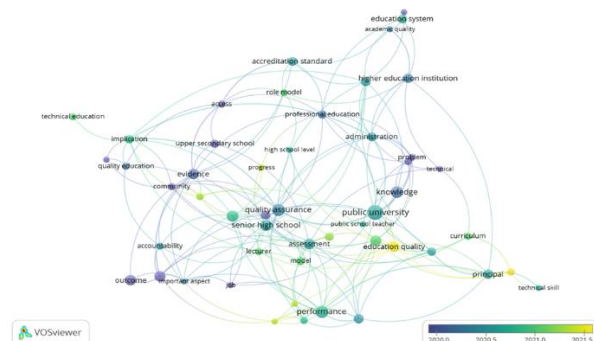 education system
academic quality
accreditation standard
higher education institution
role model
access
professional education
technical education
administration
implication
upper secondary school
high school level
problem
quality education
progress
technical
evidence
community
knowledge
quality assurance
public university
senior high school
public school teacher
curriculum
accountability
assessment
education quality
lecturer
model
principal
outcome
important aspect
job
technical skill
performance
VOSviewer
2020.0 2020.5 2021.0 2021.5